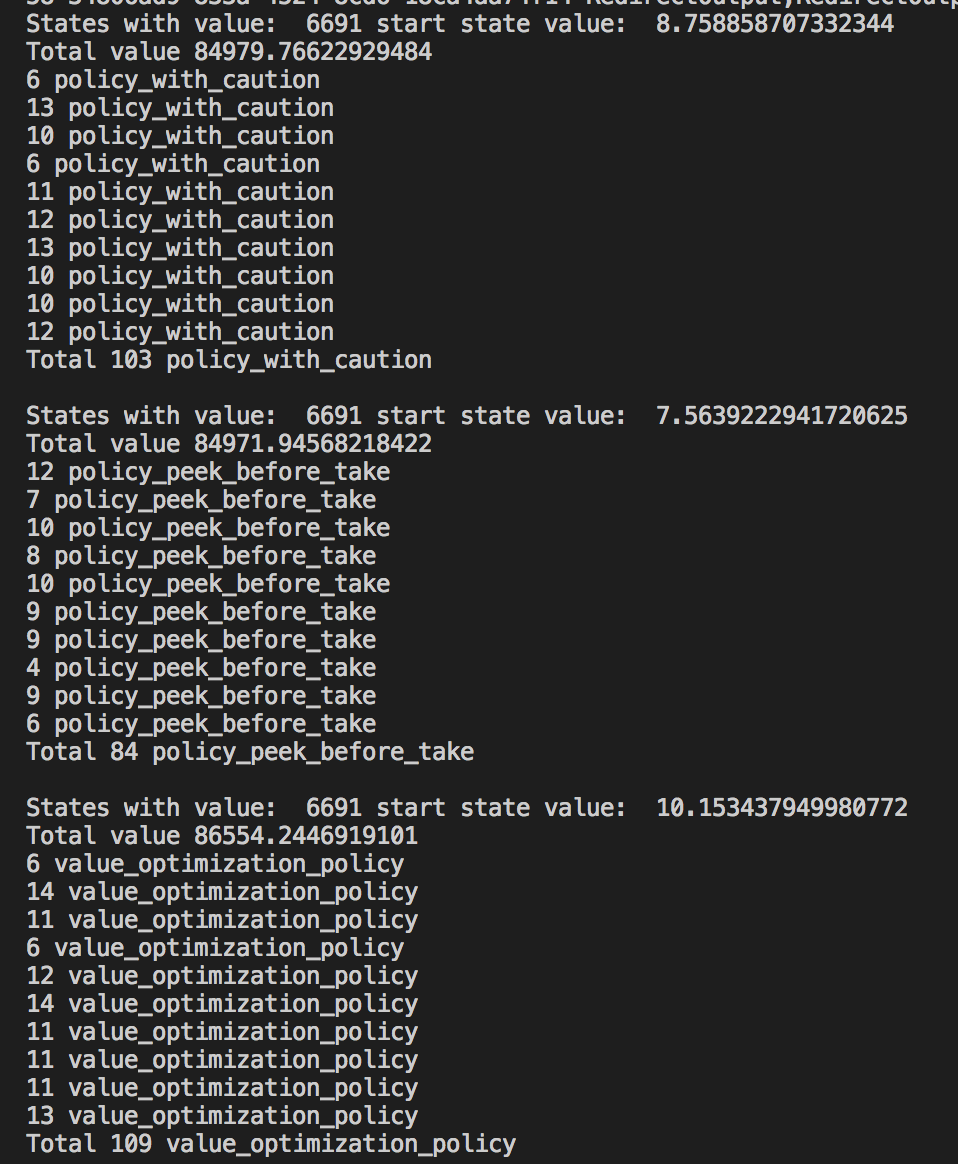 States with value:  6691 start state value:  8.758858707332344
Total value 84979.76622929484
6 policy_with_caution
13 policy_with_caution
10 policy_with_caution
6 policy_with_caution
11 policy_with_caution
12 policy_with_caution
13 policy_with_caution
10 policy_with_caution
10 policy_with_caution
12 policy_with_caution
Total 103 policy_with_caution
States with value:  6691 start state value:  7.5639222941720625
Total value 84971.94568218422
12 policy_peek_before_take
7 policy_peek_before_take
10 policy_peek_before_take
8 policy_peek_before_take
10 policy_peek_before_take
9 policy_peek_before_take
9 policy_peek_before_take
4 policy_peek_before_take
9 policy_peek_before_take
6 policy_peek_before_take
Total 84 policy_peek_before_take
States with value:  6691 start state value:  10.153437949980772
Total value 86554.2446919101
6 value_optimization_policy
14 value_optimization_policy
11 value_optimization_policy
6 value_optimization_policy
12 value_optimization_policy
14 value_optimization_policy
11 value_optimization_policy
11 value_optimization_policy
11 value_optimization_policy
13 value_optimization_policy
Total 109 value_optimization_policy